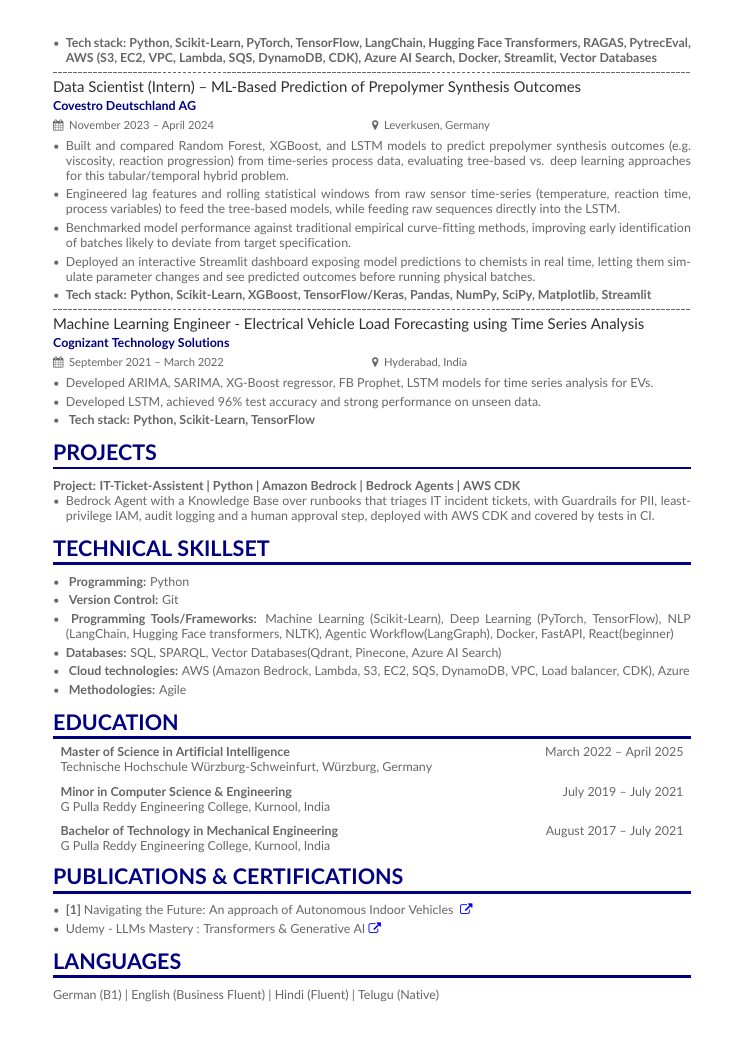 • Tech stack: Python, Scikit-Learn, PyTorch, TensorFlow, LangChain, Hugging Face Transformers, RAGAS, PytrecEval,
AWS (S3, EC2, VPC, Lambda, SQS, DynamoDB, CDK), Azure AI Search, Docker, Streamlit, Vector Databases
Data Scientist (Intern) – ML-Based Prediction of Prepolymer Synthesis Outcomes
Covestro Deutschland AG
November 2023 – April 2024 Leverkusen, Germany
• Built and compared Random Forest, XGBoost, and LSTM models to predict prepolymer synthesis outcomes (e.g.
viscosity, reaction progression) from time-series process data, evaluating tree-based vs. deep learning approaches
for this tabular/temporal hybrid problem.
• Engineered lag features and rolling statistical windows from raw sensor time-series (temperature, reaction time,
process variables) to feed the tree-based models, while feeding raw sequences directly into the LSTM.
• Benchmarked model performance against traditional empirical curve-fitting methods, improving early identification
of batches likely to deviate from target specification.
• Deployed an interactive Streamlit dashboard exposing model predictions to chemists in real time, letting them sim-
ulate parameter changes and see predicted outcomes before running physical batches.
• Tech stack: Python, Scikit-Learn, XGBoost, TensorFlow/Keras, Pandas, NumPy, SciPy, Matplotlib, Streamlit
Machine Learning Engineer - Electrical Vehicle Load Forecasting using Time Series Analysis
Cognizant Technology Solutions
September 2021 – March 2022 Hyderabad, India
• Developed ARIMA, SARIMA, XG-Boost regressor, FB Prophet, LSTM models for time series analysis for EVs.
• Developed LSTM, achieved 96% test accuracy and strong performance on unseen data.
• Tech stack: Python, Scikit-Learn, TensorFlow
PROJECTS
Project: IT-Ticket-Assistent | Python | Amazon Bedrock | Bedrock Agents | AWS CDK
• Bedrock Agent with a Knowledge Base over runbooks that triages IT incident tickets, with Guardrails for PII, least-
privilege IAM, audit logging and a human approval step, deployed with AWS CDK and covered by tests in CI.
TECHNICAL SKILLSET
• Programming: Python
• Version Control: Git
• Programming Tools/Frameworks: Machine Learning (Scikit-Learn), Deep Learning (PyTorch, TensorFlow), NLP
(LangChain, Hugging Face transformers, NLTK), Agentic Workflow(LangGraph), Docker, FastAPI, React(beginner)
• Databases: SQL, SPARQL, Vector Databases(Qdrant, Pinecone, Azure AI Search)
• Cloud technologies: AWS (Amazon Bedrock, Lambda, S3, EC2, SQS, DynamoDB, VPC, Load balancer, CDK), Azure
• Methodologies: Agile
EDUCATION
Master of Science in Artificial Intelligence March 2022 – April 2025
Technische Hochschule Würzburg-Schweinfurt, Würzburg, Germany
Minor in Computer Science & Engineering July 2019 – July 2021
G Pulla Reddy Engineering College, Kurnool, India
Bachelor of Technology in Mechanical Engineering August 2017 – July 2021
G Pulla Reddy Engineering College, Kurnool, India
PUBLICATIONS & CERTIFICATIONS
• [1] Navigating the Future: An approach of Autonomous Indoor Vehicles
• Udemy - LLMs Mastery : Transformers & Generative AI
LANGUAGES
German (B1) | English (Business Fluent) | Hindi (Fluent) | Telugu (Native)